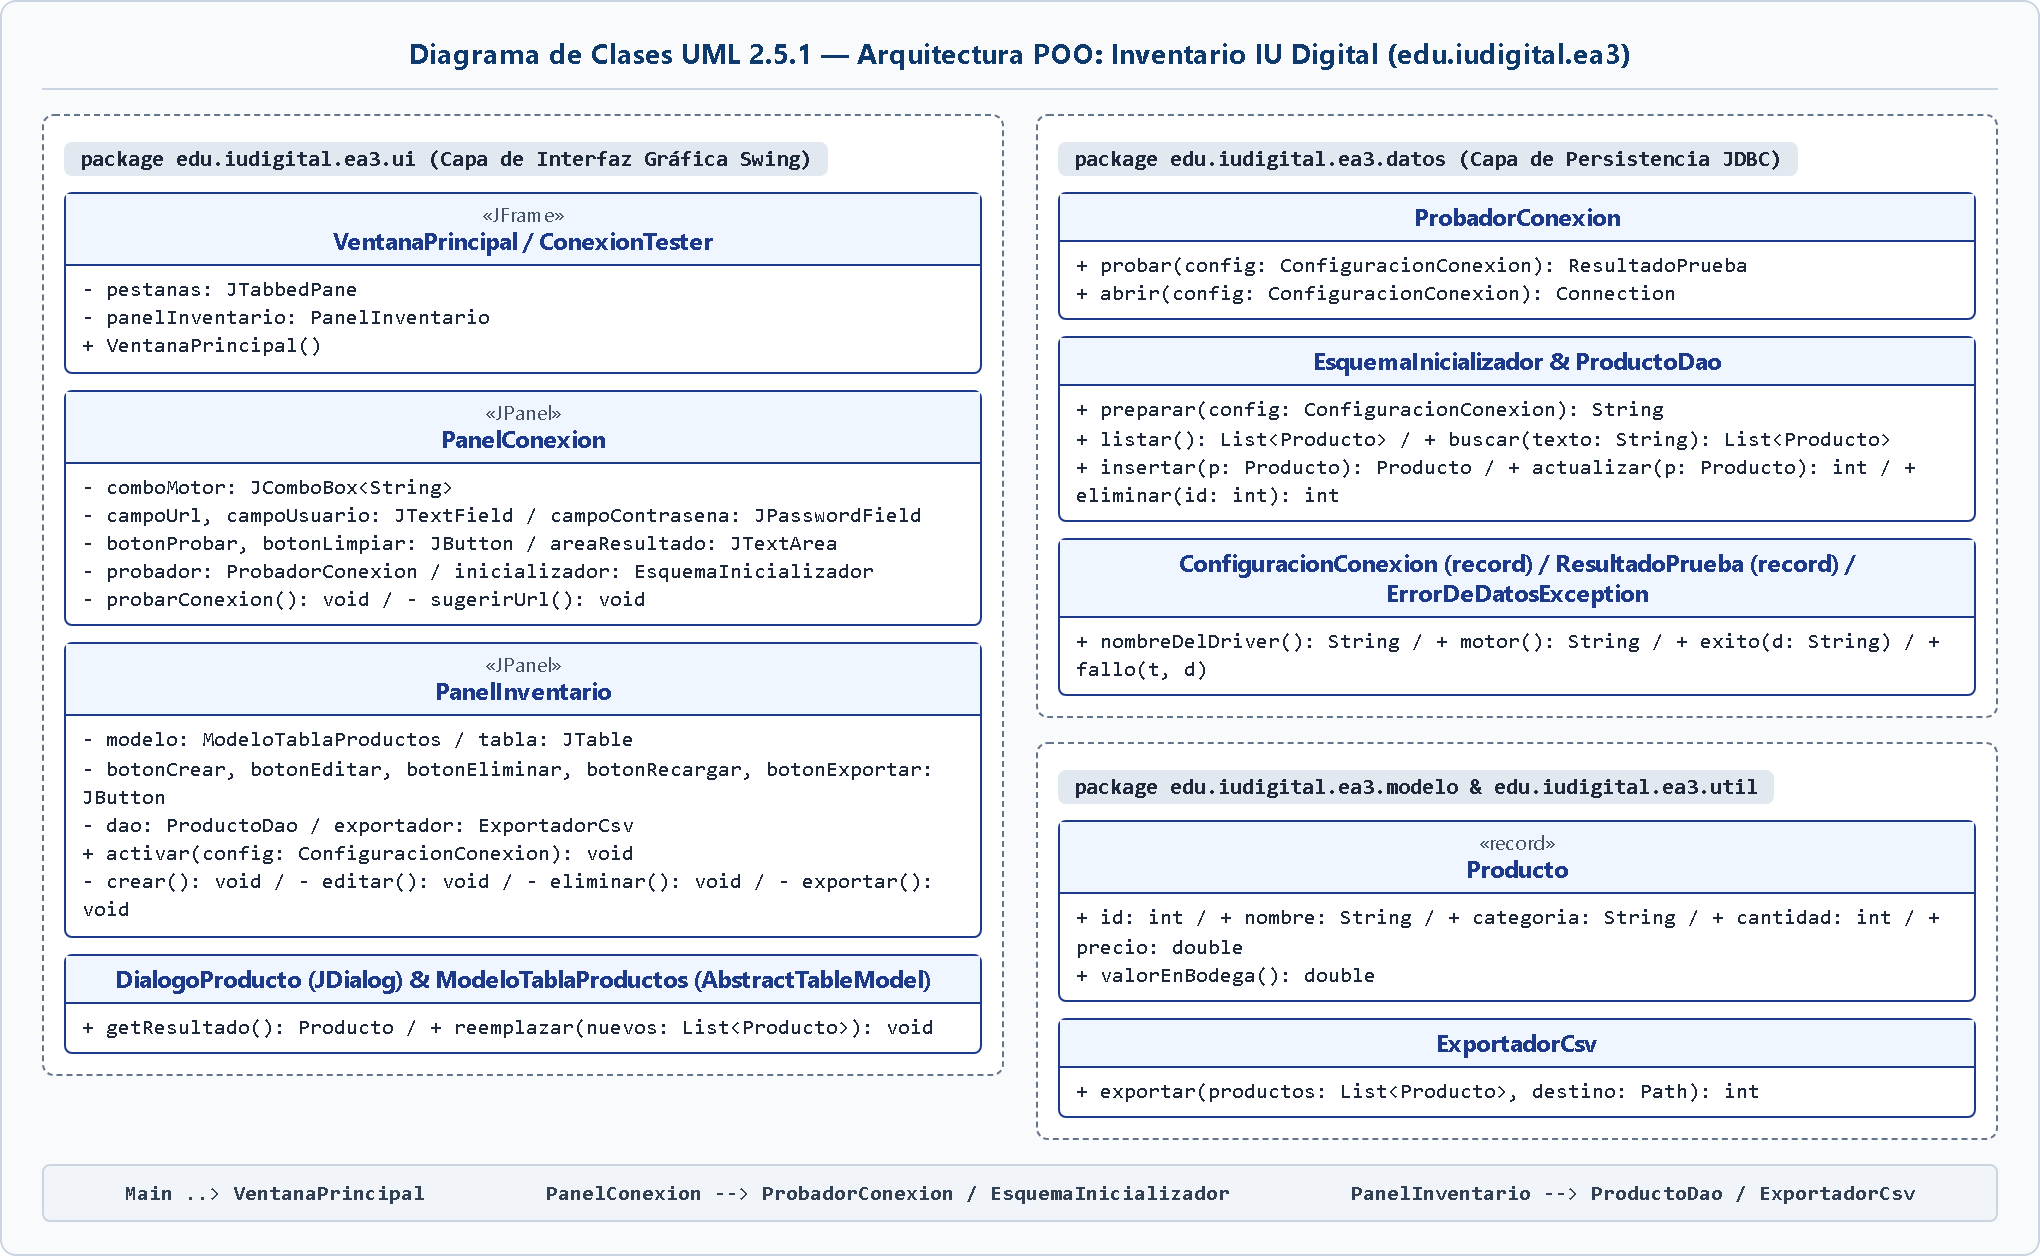 Diagrama de Clases UML 2.5.1 — Arquitectura POO: Inventario IU Digital (edu.iudigital.ea3)
package edu.iudigital.ea3.ui (Capa de Interfaz Gráfica Swing)
«JFrame»
VentanaPrincipal / ConexionTester
- pestanas: JTabbedPane
- panelInventario: PanelInventario
+ VentanaPrincipal()
«JPanel»
PanelConexion
- comboMotor: JComboBox<String>
- campoUrl, campoUsuario: JTextField / campoContrasena: JPasswordField
- botonProbar, botonLimpiar: JButton / areaResultado: JTextArea
- probador: ProbadorConexion / inicializador: EsquemaInicializador
- probarConexion(): void / - sugerirUrl(): void
«JPanel»
PanelInventario
- modelo: ModeloTablaProductos / tabla: JTable
- botonCrear, botonEditar, botonEliminar, botonRecargar, botonExportar:
JButton
- dao: ProductoDao / exportador: ExportadorCsv
+ activar(config: ConfiguracionConexion): void
- crear(): void / - editar(): void / - eliminar(): void / - exportar():
void
DialogoProducto (JDialog) & ModeloTablaProductos (AbstractTableModel)
+ getResultado(): Producto / + reemplazar(nuevos: List<Producto>): void
package edu.iudigital.ea3.datos (Capa de Persistencia JDBC)
ProbadorConexion
+ probar(config: ConfiguracionConexion): ResultadoPrueba
+ abrir(config: ConfiguracionConexion): Connection
EsquemaInicializador & ProductoDao
+ preparar(config: ConfiguracionConexion): String
+ listar(): List<Producto> / + buscar(texto: String): List<Producto>
+ insertar(p: Producto): Producto / + actualizar(p: Producto): int / +
eliminar(id: int): int
ConfiguracionConexion (record) / ResultadoPrueba (record) /
ErrorDeDatosException
+ nombreDelDriver(): String / + motor(): String / + exito(d: String) / +
fallo(t, d)
package edu.iudigital.ea3.modelo & edu.iudigital.ea3.util
«record»
Producto
+ id: int / + nombre: String / + categoria: String / + cantidad: int / +
precio: double
+ valorEnBodega(): double
ExportadorCsv
+ exportar(productos: List<Producto>, destino: Path): int
Main ..> VentanaPrincipal
PanelConexion --> ProbadorConexion / EsquemaInicializador
PanelInventario --> ProductoDao / ExportadorCsv